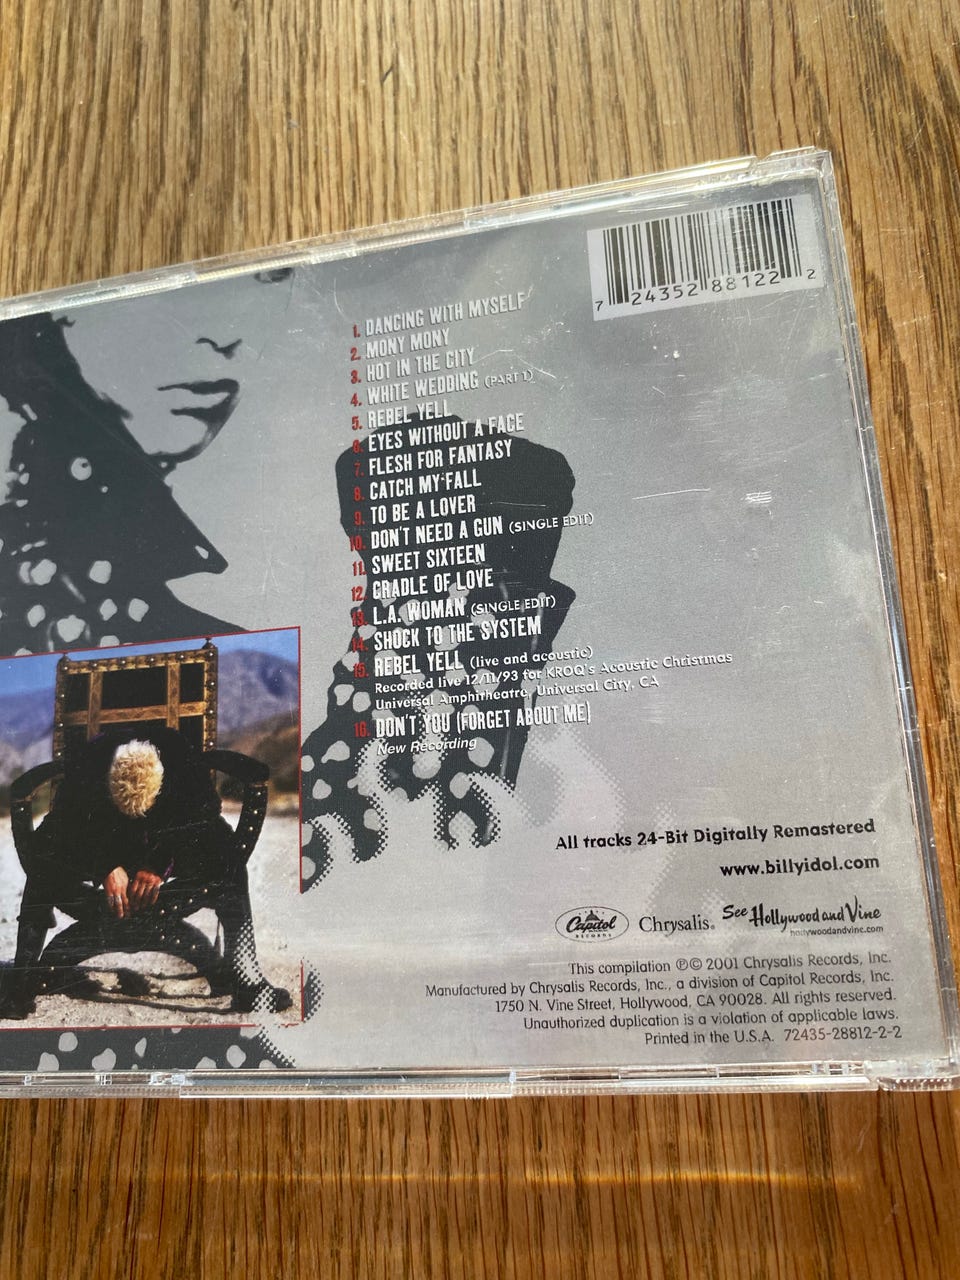 7 24352 88122 2
1. DANCING WITH MYSELF
2. MONY MONY
3. HOT IN THE CITY
4. WHITE WEDDING (PART 1)
5. REBEL YELL
6. EYES WITHOUT A FACE
7. FLESH FOR FANTASY
8. CATCH MY FALL
9. TO BE A LOVER
10. DON'T NEED A GUN (SINGLE EDIT)
11. SWEET SIXTEEN
12. CRADLE OF LOVE
13. L.A. WOMAN (SINGLE EDIT)
14. SHOCK TO THE SYSTEM
15. REBEL YELL (live and acoustic)
Recorded live 12/11/93 for KROQ's Acoustic Christmas
Universal Amphitheatre, Universal City, CA
16. DON'T YOU (FORGET ABOUT ME)
New Recording
All tracks 24-Bit Digitally Remastered
www.billyidol.com
Capitol RECORDS Chrysalis® See Hollywood and Vine
hollywoodandvine.com
This compilation ℗© 2001 Chrysalis Records, Inc.
Manufactured by Chrysalis Records, Inc., a division of Capitol Records, Inc.
1750 N. Vine Street, Hollywood, CA 90028. All rights reserved.
Unauthorized duplication is a violation of applicable laws.
Printed in the U.S.A. 72435-28812-2-2